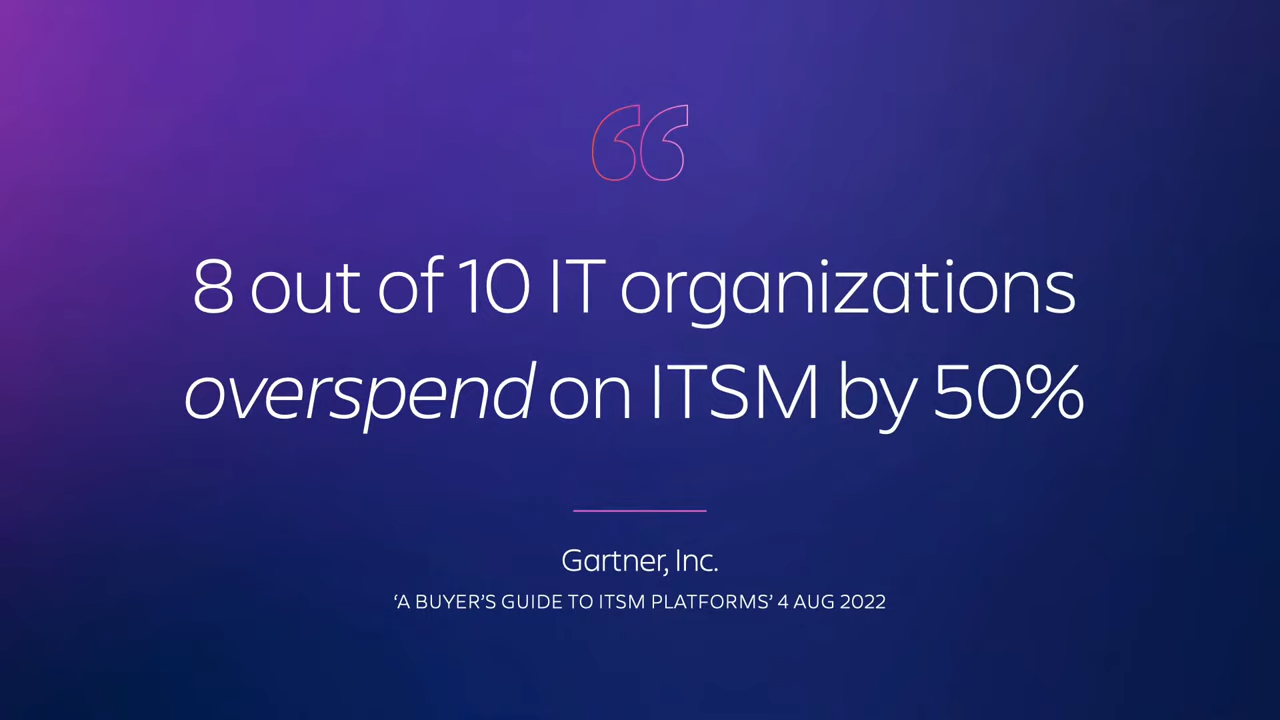 “
8 out of 10 IT organizations
overspend on ITSM by 50%
Gartner, Inc.
‘A BUYER’S GUIDE TO ITSM PLATFORMS’ 4 AUG 2022